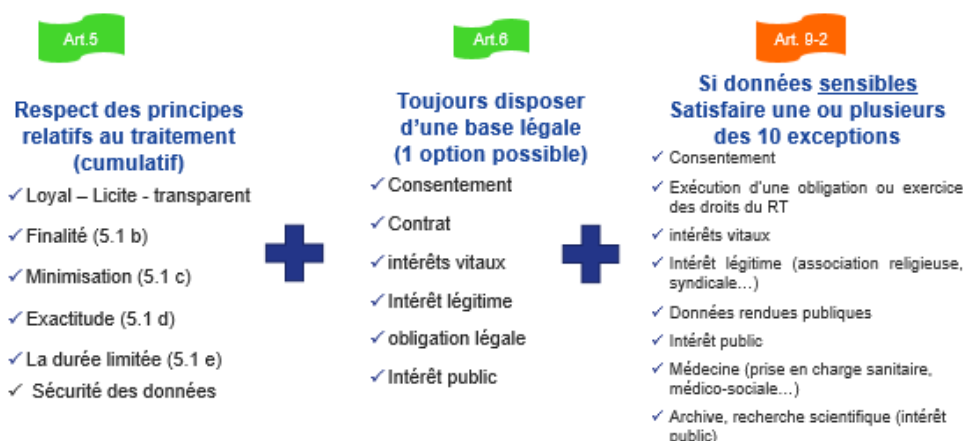 Art.5
Respect des principes
relatifs au traitement
(cumulatif)
✓ Loyal – Licite - transparent
✓ Finalité (5.1 b)
✓ Minimisation (5.1 c)
✓ Exactitude (5.1 d)
✓ La durée limitée (5.1 e)
✓ Sécurité des données
Art.6
Toujours disposer
d'une base légale
(1 option possible)
✓ Consentement
✓ Contrat
✓ intérêts vitaux
✓ Intérêt légitime
✓ obligation légale
✓ Intérêt public
Art. 9-2
Si données sensibles
Satisfaire une ou plusieurs
des 10 exceptions
✓ Consentement
✓ Exécution d'une obligation ou exercice
des droits du RT
✓ intérêts vitaux
✓ Intérêt légitime (association religieuse,
syndicale…)
✓ Données rendues publiques
✓ Intérêt public
✓ Médecine (prise en charge sanitaire,
médico-sociale…)
✓ Archive, recherche scientifique (intérêt
public)